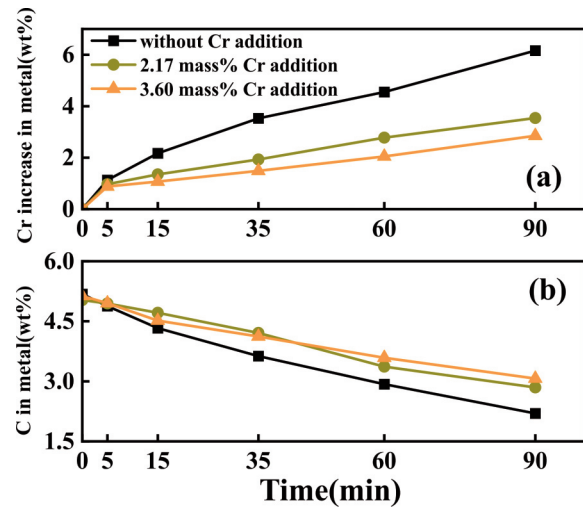 Cr increase in metal(wt%)
6
4
2
0
without Cr addition
2.17 mass% Cr addition
3.60 mass% Cr addition
(a)
0 5 15 35 60 90
C in metal(wt%)
6.0
4.5
3.0
1.5
(b)
0 5 15 35 60 90
Time(min)